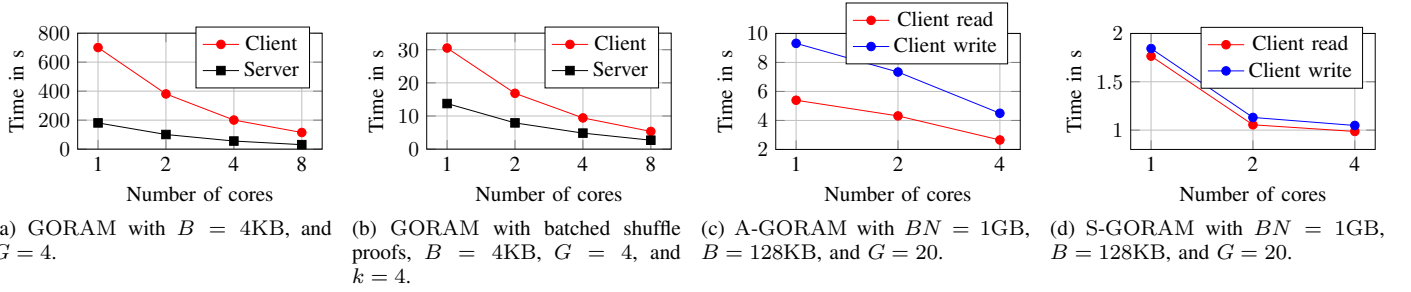 800
600
400
200
0
Time in s
1 2 4 8
Number of cores
Client
Server
a) GORAM with B = 4KB, and
G = 4.
30
20
10
0
Time in s
1 2 4 8
Number of cores
Client
Server
(b) GORAM with batched shuffle
proofs, B = 4KB, G = 4, and
k = 4.
10
8
6
4
2
Time in s
1 2 4
Number of cores
Client read
Client write
(c) A-GORAM with BN = 1GB,
B = 128KB, and G = 20.
2
1.5
1
Time in s
1 2 4
Number of cores
Client read
Client write
(d) S-GORAM with BN = 1GB,
B = 128KB, and G = 20.